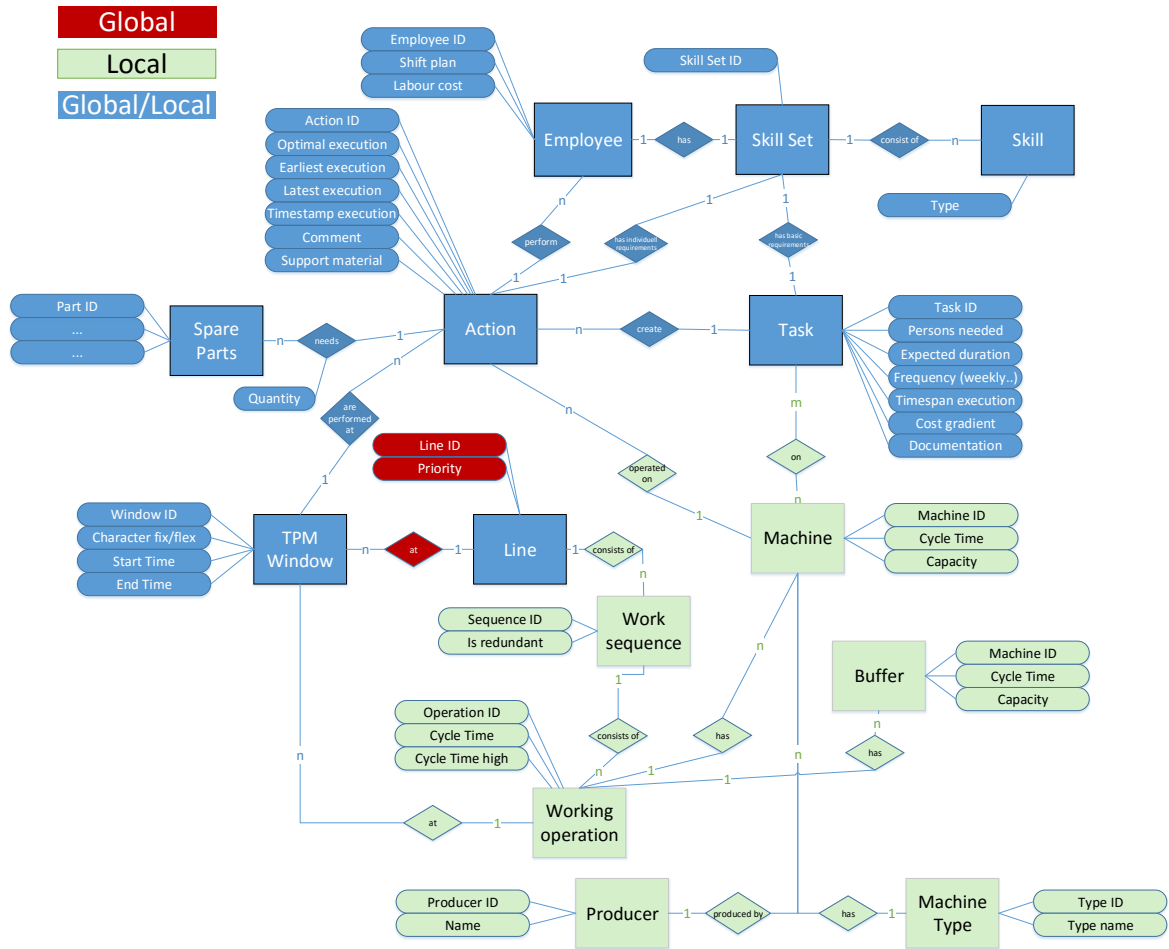 Global
Local
Global/Local
Employee ID
Shift plan
Labour cost
Skill Set ID
Action ID
Optimal execution
Earliest execution
Latest execution
Timestamp execution
Comment
Support material
Employee
1
has
1
Skill Set
1
consist of
n
Skill
Type
n
perform
1
1
has individuell
requirements
1
1
has basic
requirements
1
Part ID
...
...
Spare
Parts
n
needs
1
Quantity
Action
n
create
1
Task
Task ID
Persons needed
Expected duration
Frequency (weekly..)
Timespan execution
Cost gradient
Documentation
n
are
performed
at
1
n
operated
on
1
m
on
n
Line ID
Priority
Window ID
Character fix/flex
Start Time
End Time
TPM
Window
n
at
1
Line
1
consists of
n
Machine
Machine ID
Cycle Time
Capacity
Sequence ID
Is redundant
Work
sequence
1
consists of
n
n
has
1
Buffer
Machine ID
Cycle Time
Capacity
n
has
1
Operation ID
Cycle Time
Cycle Time high
n
at
1
Working
operation
n
Producer ID
Name
Producer
1
produced by
has
1
Machine
Type
Type ID
Type name